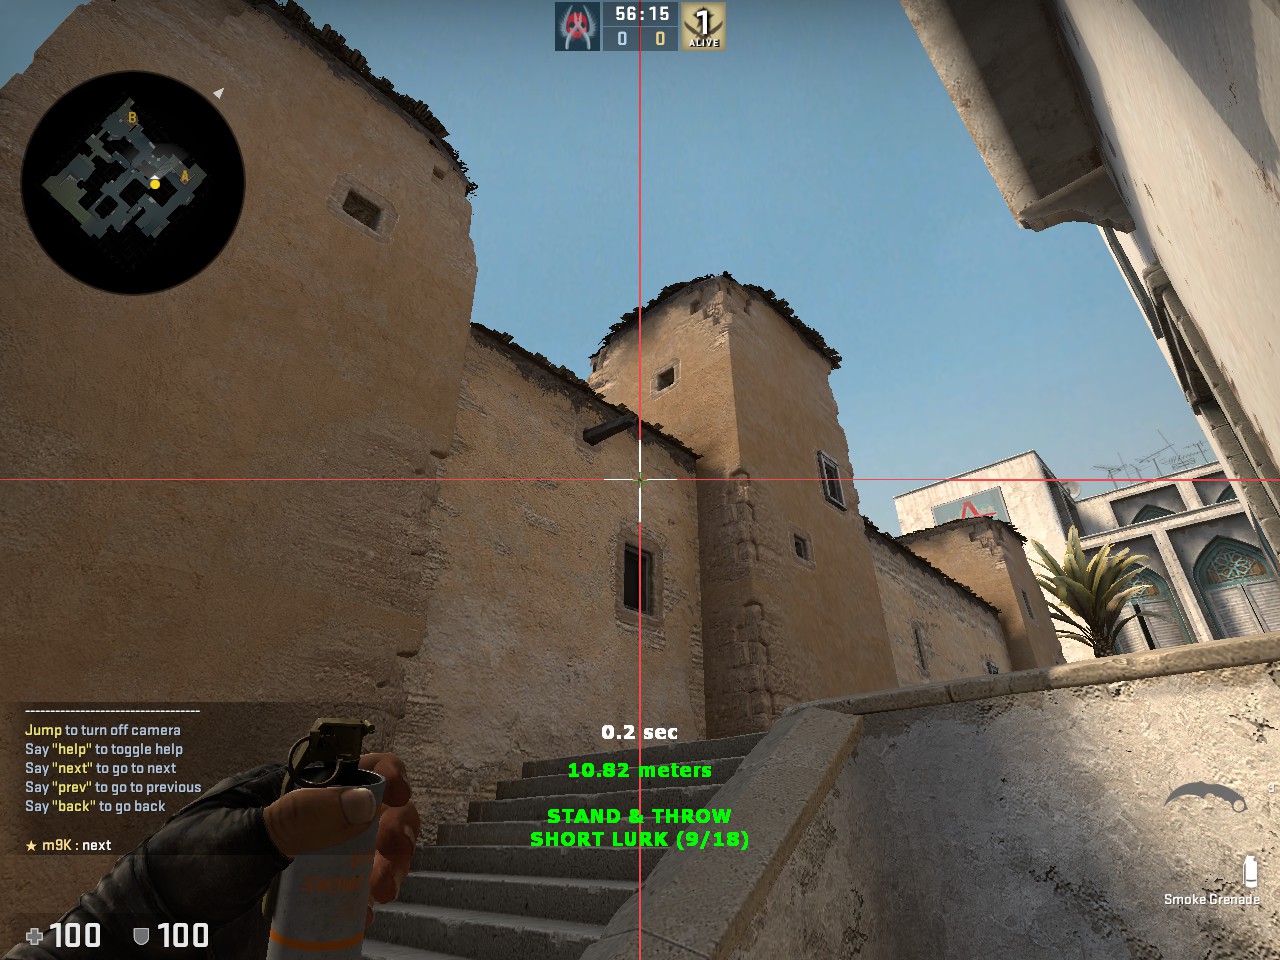 56:15
0 0
1
ALIVE
B
A
A
0.2 sec
10.82 meters
STAND & THROW
SHORT LURK (9/18)
----------------------------------
Jump to turn off camera
Say "help" to toggle help
Say "next" to go to next
Say "prev" to go to previous
Say "back" to go back
★ m9K : next
Smoke Grenade
100 100